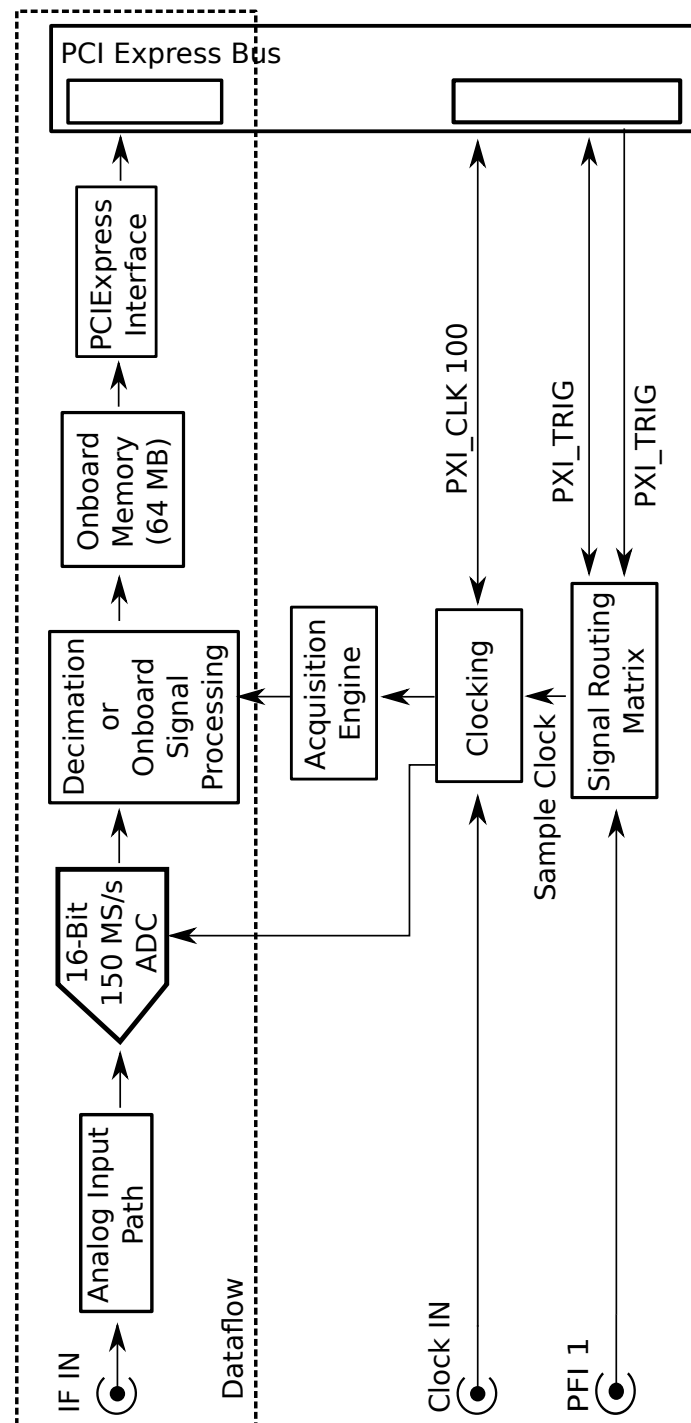 PCI Express Bus
PCIExpress
Interface
Onboard
Memory
(64 MB)
Decimation
or
Onboard
Signal
Processing
16-Bit
150 MS/s
ADC
Analog Input
Path
IF IN
Dataflow
PXI_CLK 100
PXI_TRIG
PXI_TRIG
Acquisition
Engine
Clocking
Sample Clock
Signal Routing
Matrix
Clock IN
PFI 1